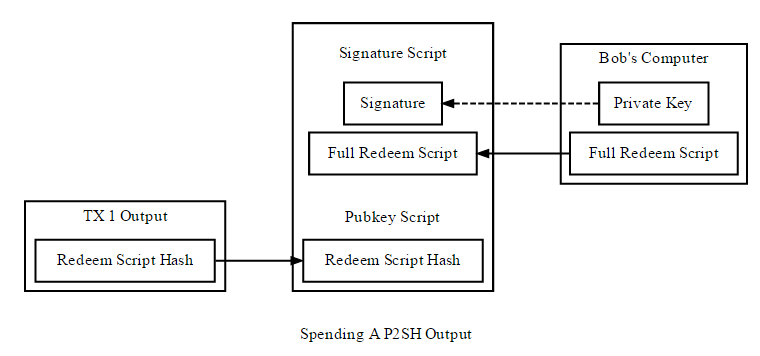 Signature Script
Bob's Computer
Signature
Private Key
Full Redeem Script
Full Redeem Script
TX 1 Output
Pubkey Script
Redeem Script Hash
Redeem Script Hash
Spending A P2SH Output